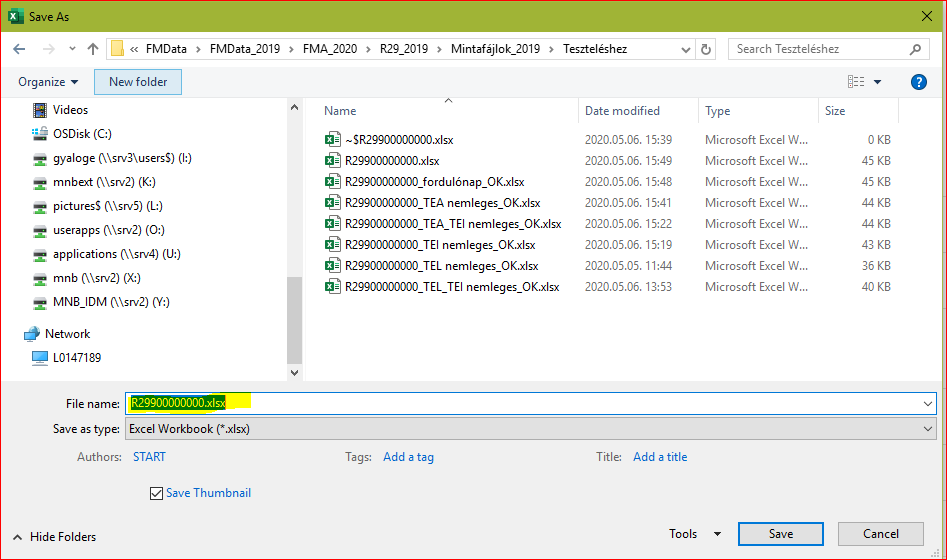 Save As
« FMData › FMData_2019 › FMA_2020 › R29_2019 › Mintafájlok_2019 › Teszteléshez
Search Teszteléshez
Organize New folder
Name Date modified Type Size
Videos
OSDisk (C:)
gyaloge (\\srv3\users$) (I:)
mnbext (\\srv2) (K:)
pictures$ (\\srv5) (L:)
userapps (\\srv2) (O:)
applications (\\srv4) (U:)
mnb (\\srv2) (X:)
MNB_IDM (\\srv2) (Y:)
Network
L0147189
~$R29900000000.xlsx 2020.05.06. 15:39 Microsoft Excel W... 0 KB
R29900000000.xlsx 2020.05.06. 15:49 Microsoft Excel W... 45 KB
R29900000000_fordulónap_OK.xlsx 2020.05.06. 15:48 Microsoft Excel W... 45 KB
R29900000000_TEA nemleges_OK.xlsx 2020.05.06. 15:41 Microsoft Excel W... 44 KB
R29900000000_TEA_TEI nemleges_OK.xlsx 2020.05.06. 15:22 Microsoft Excel W... 44 KB
R29900000000_TEI nemleges_OK.xlsx 2020.05.06. 15:19 Microsoft Excel W... 43 KB
R29900000000_TEL nemleges_OK.xlsx 2020.05.05. 11:44 Microsoft Excel W... 36 KB
R29900000000_TEL_TEI nemleges_OK.xlsx 2020.05.06. 13:53 Microsoft Excel W... 40 KB
File name: R29900000000.xlsx
Save as type: Excel Workbook (*.xlsx)
Authors: START Tags: Add a tag Title: Add a title
Save Thumbnail
Hide Folders Tools Save Cancel